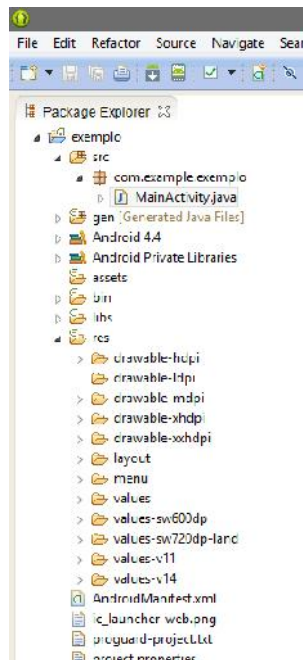 File Edit Refactor Source Navigate Sear
Package Explorer
exemplo
src
com.example.exemplo
MainActivity.java
gen [Generated Java Files]
Android 4.4
Android Private Libraries
assets
bin
libs
res
drawable-hdpi
drawable-ldpi
drawable-mdpi
drawable-xhdpi
drawable-xxhdpi
layout
menu
values
values-sw600dp
values-sw720dp-land
values-v11
values-v14
AndroidManifest.xml
ic_launcher-web.png
proguard-project.txt
project.properties